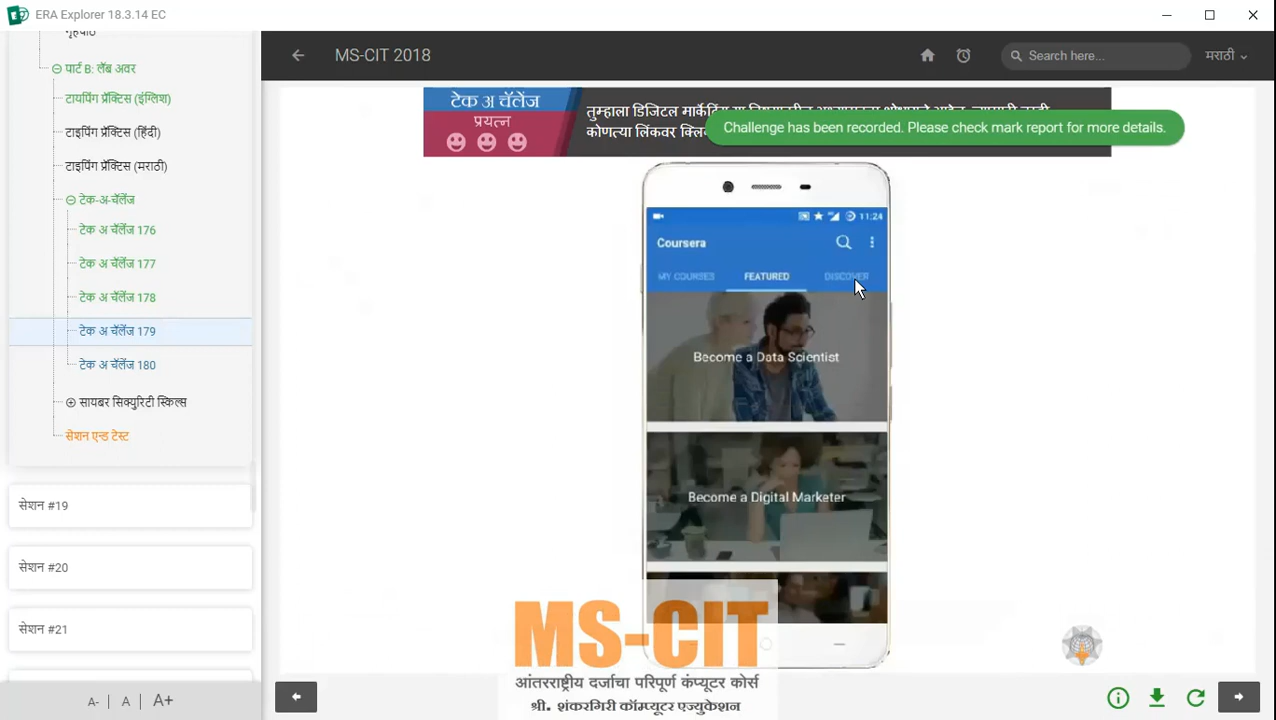 ERA Explorer 18.3.14 EC
गृहपाठ
पार्ट B: लॅब अवर
टायपिंग प्रॅक्टिस (इंग्लिश)
टाइपिंग प्रॅक्टिस (हिंदी)
टाइपिंग प्रॅक्टिस (मराठी)
टेक-अ-चॅलेंज
टेक अ चॅलेंज 176
टेक अ चॅलेंज 177
टेक अ चॅलेंज 178
टेक अ चॅलेंज 179
टेक अ चॅलेंज 180
सायबर सिक्युरिटी स्किल्स
सेशन एन्ड टेस्ट
सेशन #19
सेशन #20
सेशन #21
A- | A | A+
MS-CIT 2018
Search here...
मराठी
टेक अ चॅलेंज
प्रयत्न
तुम्हाला डिजिटल मार्केटिंग या
कोणत्या लिंकवर
Challenge has been recorded. Please check mark report for more details.
11:24
Coursera
MY COURSES FEATURED DISCOVER
Become a Data Scientist
Become a Digital Marketer
MS-CIT
आंतरराष्ट्रीय दर्जाचा परिपूर्ण कंप्यूटर कोर्स
श्री. शंकरगिरी कॉम्प्युटर एज्युकेशन